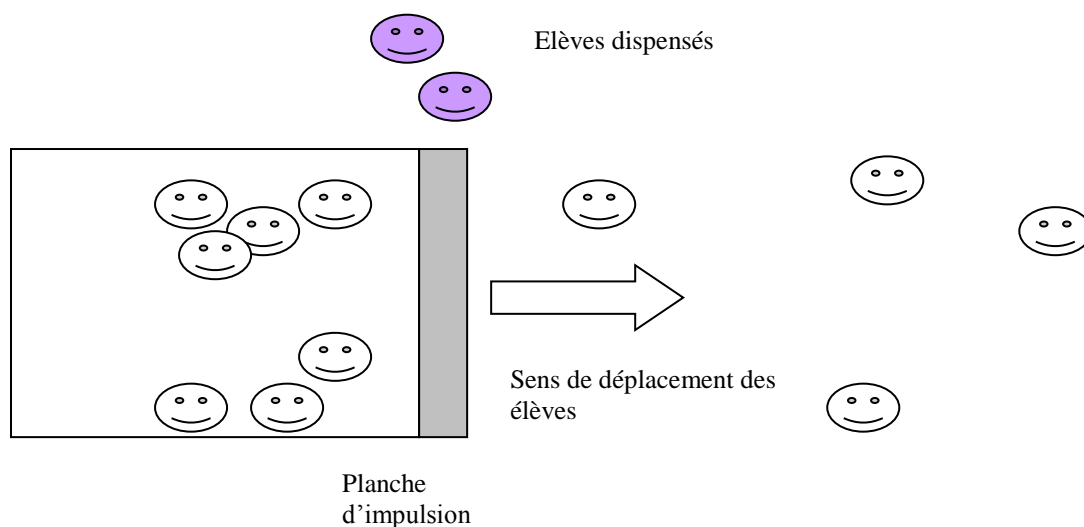 Elèves dispensés
Sens de déplacement des
élèves
Planche
d’impulsion